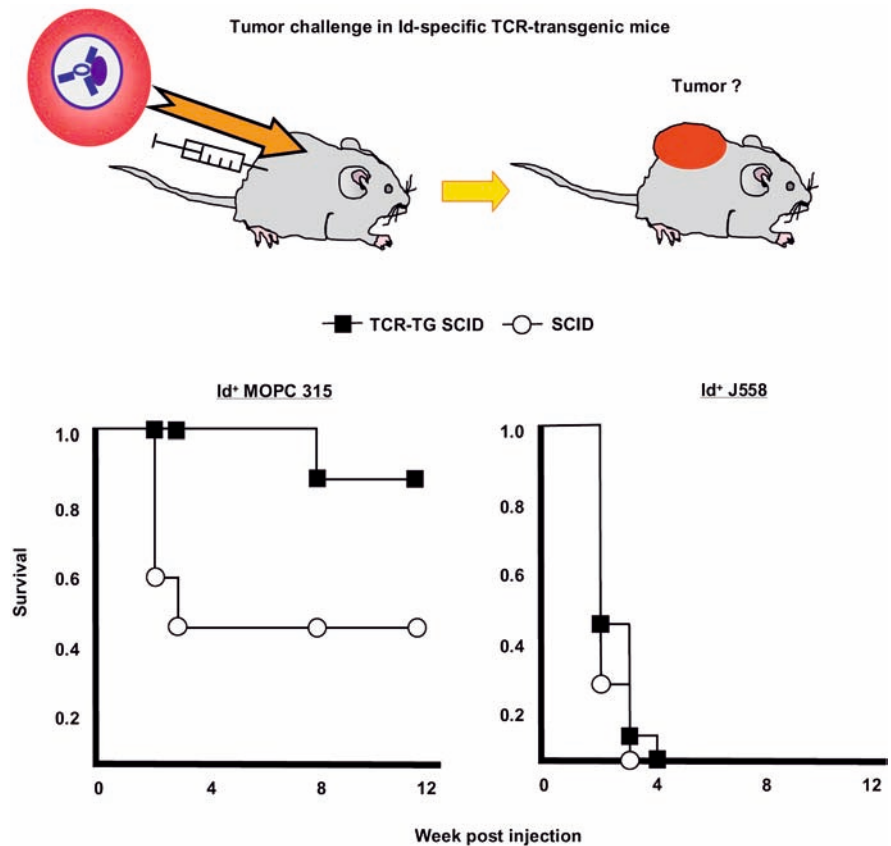 Tumor challenge in Id-specific TCR-transgenic mice
Tumor ?
TCR-TG SCID
SCID
Id⁺ MOPC 315
Id⁺ J558
1.0
0.8
0.6
0.4
0.2
0
4
8
12
1.0
0.8
0.6
0.4
0.2
0
4
8
12
Survival
Week post injection